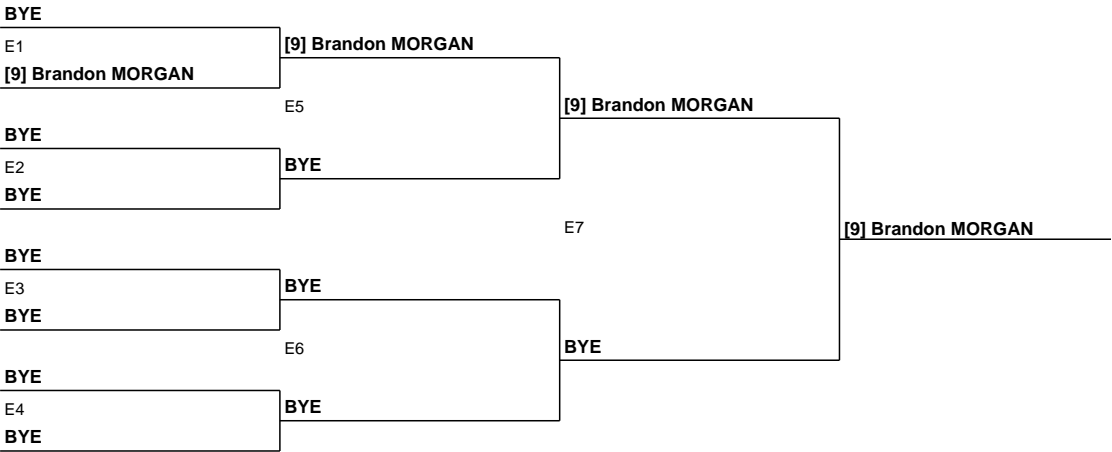 BYE
E1
[9] Brandon MORGAN
[9] Brandon MORGAN
E5
[9] Brandon MORGAN
BYE
E2
BYE
BYE
E7
[9] Brandon MORGAN
BYE
E3
BYE
BYE
E6
BYE
BYE
E4
BYE
BYE